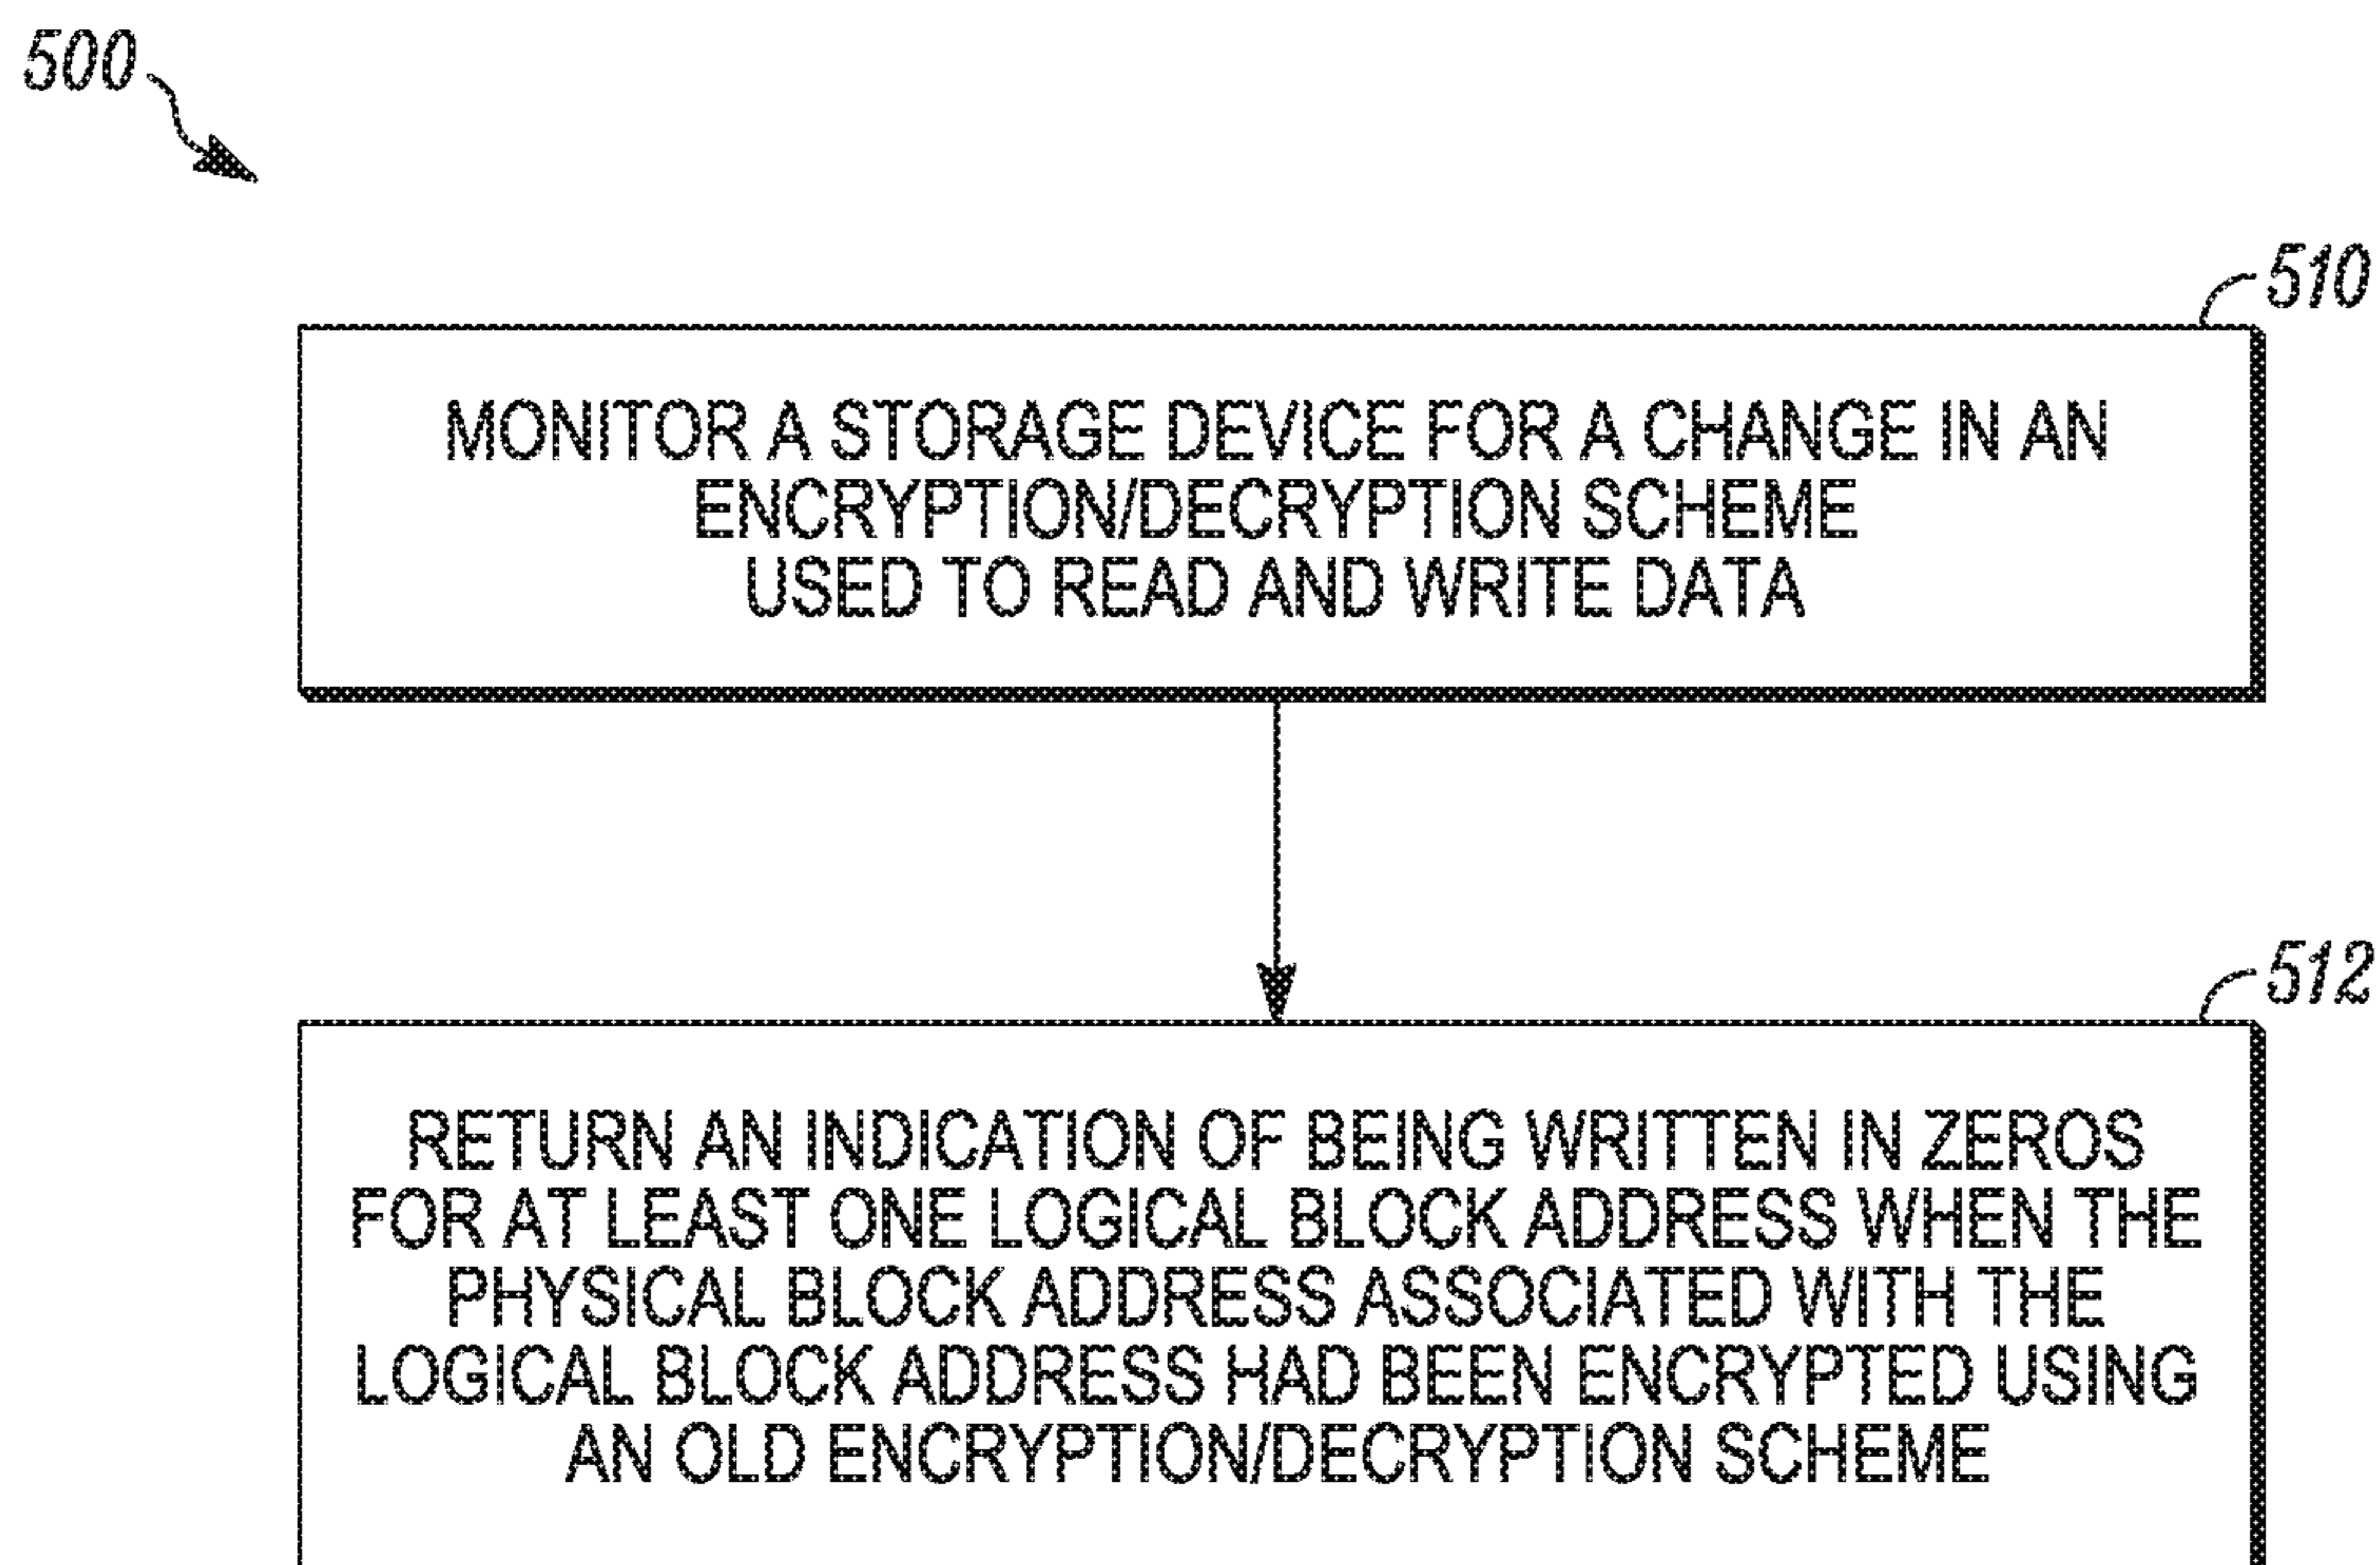 500
510
MONITOR A STORAGE DEVICE FOR A CHANGE IN AN
ENCRYPTION/DECRYPTION SCHEME
USED TO READ AND WRITE DATA
512
RETURN AN INDICATION OF BEING WRITTEN IN ZEROS
FOR AT LEAST ONE LOGICAL BLOCK ADDRESS WHEN THE
PHYSICAL BLOCK ADDRESS ASSOCIATED WITH THE
LOGICAL BLOCK ADDRESS HAD BEEN ENCRYPTED USING
AN OLD ENCRYPTION/DECRYPTION SCHEME